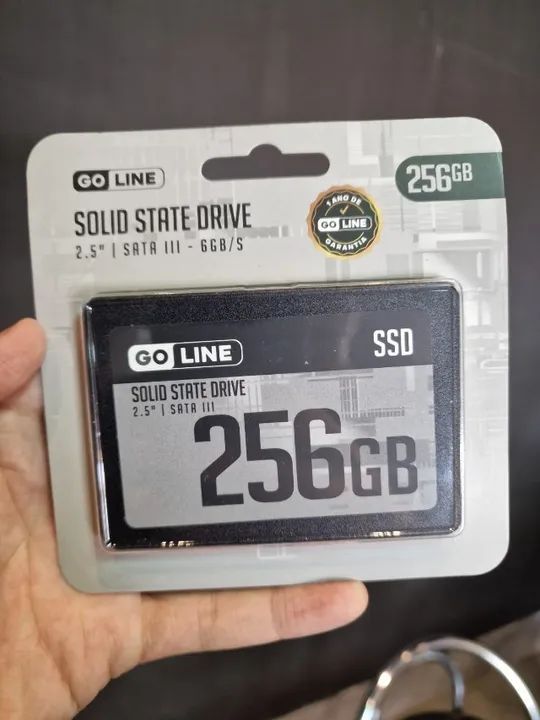 GO LINE
256GB
SOLID STATE DRIVE
2.5" | SATA III - 6GB/S
1 ANO DE
GO LINE
GARANTIA
GO LINE
SSD
SOLID STATE DRIVE
2.5" | SATA III
256GB